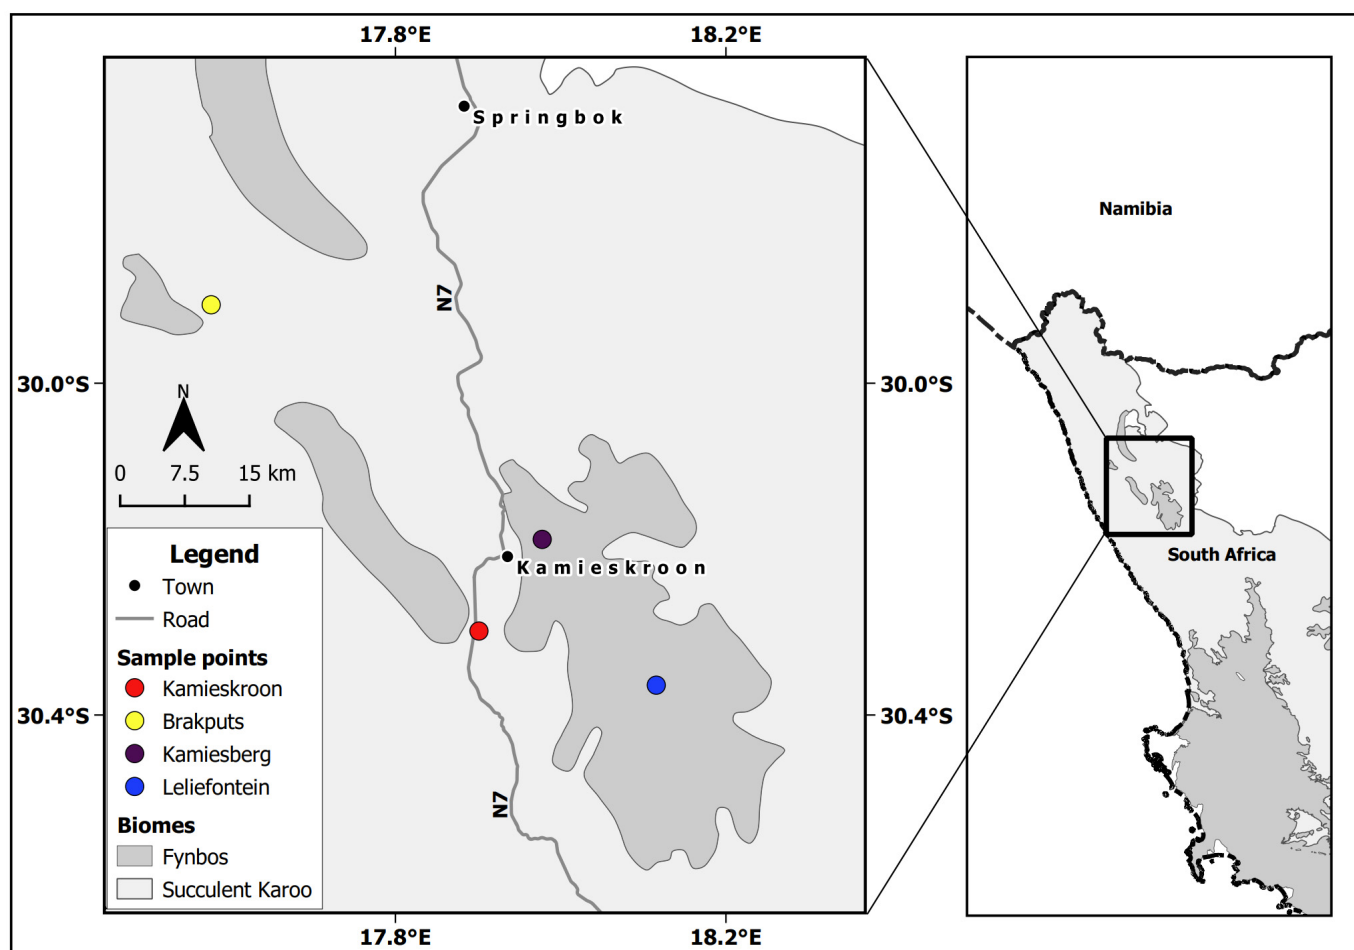 17.8°E 18.2°E
Springbok
Namibia
N7
30.0°S 30.0°S
N
0 7.5 15 km
South Africa
Kamieskroon
Legend
Town
Road
Sample points
Kamieskroon
Brakputs
Kamiesberg
Leliefontein
Biomes
Fynbos
Succulent Karoo
30.4°S 30.4°S
N7
17.8°E 18.2°E